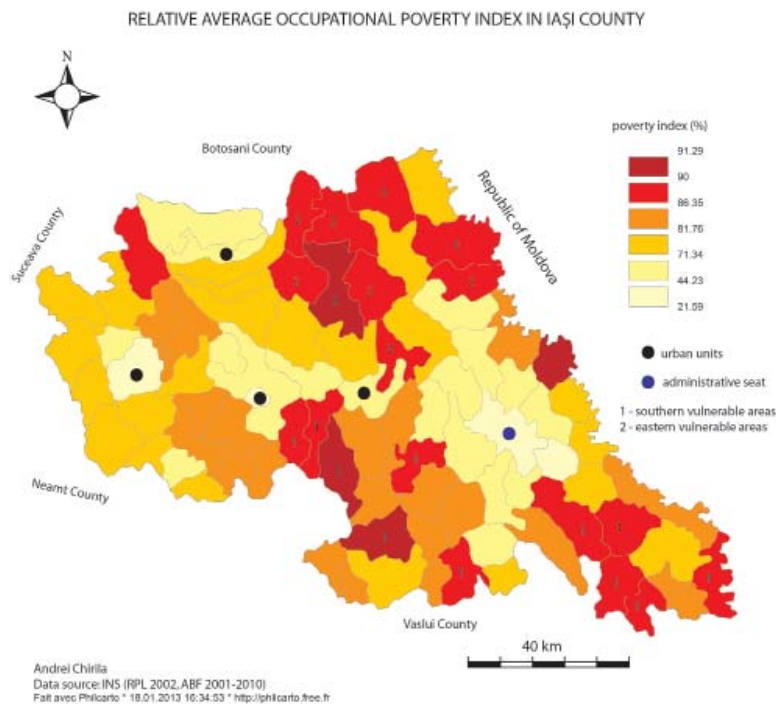 RELATIVE AVERAGE OCCUPATIONAL POVERTY INDEX IN IAȘI COUNTY
N
Botosani County
Suceava County
Republic of Moldova
poverty index (%)
91.29
90
86.35
81.76
71.34
44.23
21.59
urban units
administrative seat
1 - southern vulnerable areas
2 - eastern vulnerable areas
Neamt County
Vaslui County
40 km
Andrei Chirila
Data source: INS (RPL 2002, ABF 2001-2010)
Fait avec Philcarto * 18.01.2013 16:34:53 * http://philcarto.free.fr